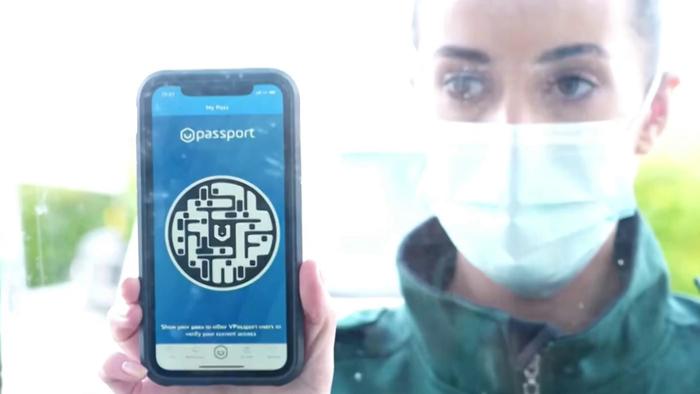 My Pass
passport
Show your pass to other VPassport users to
verify your current access